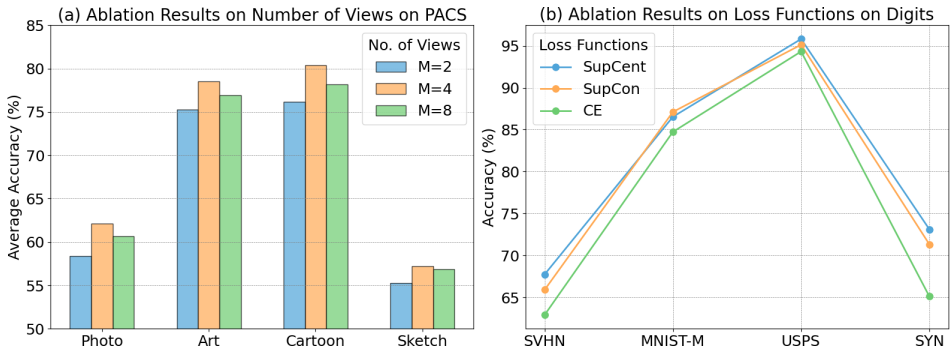 (a) Ablation Results on Number of Views on PACS
85
80
75
70
65
60
55
50
Average Accuracy (%)
No. of Views
M=2
M=4
M=8
Photo Art Cartoon Sketch
(b) Ablation Results on Loss Functions on Digits
95
90
85
80
75
70
65
Accuracy (%)
Loss Functions
SupCent
SupCon
CE
SVHN MNIST-M USPS SYN